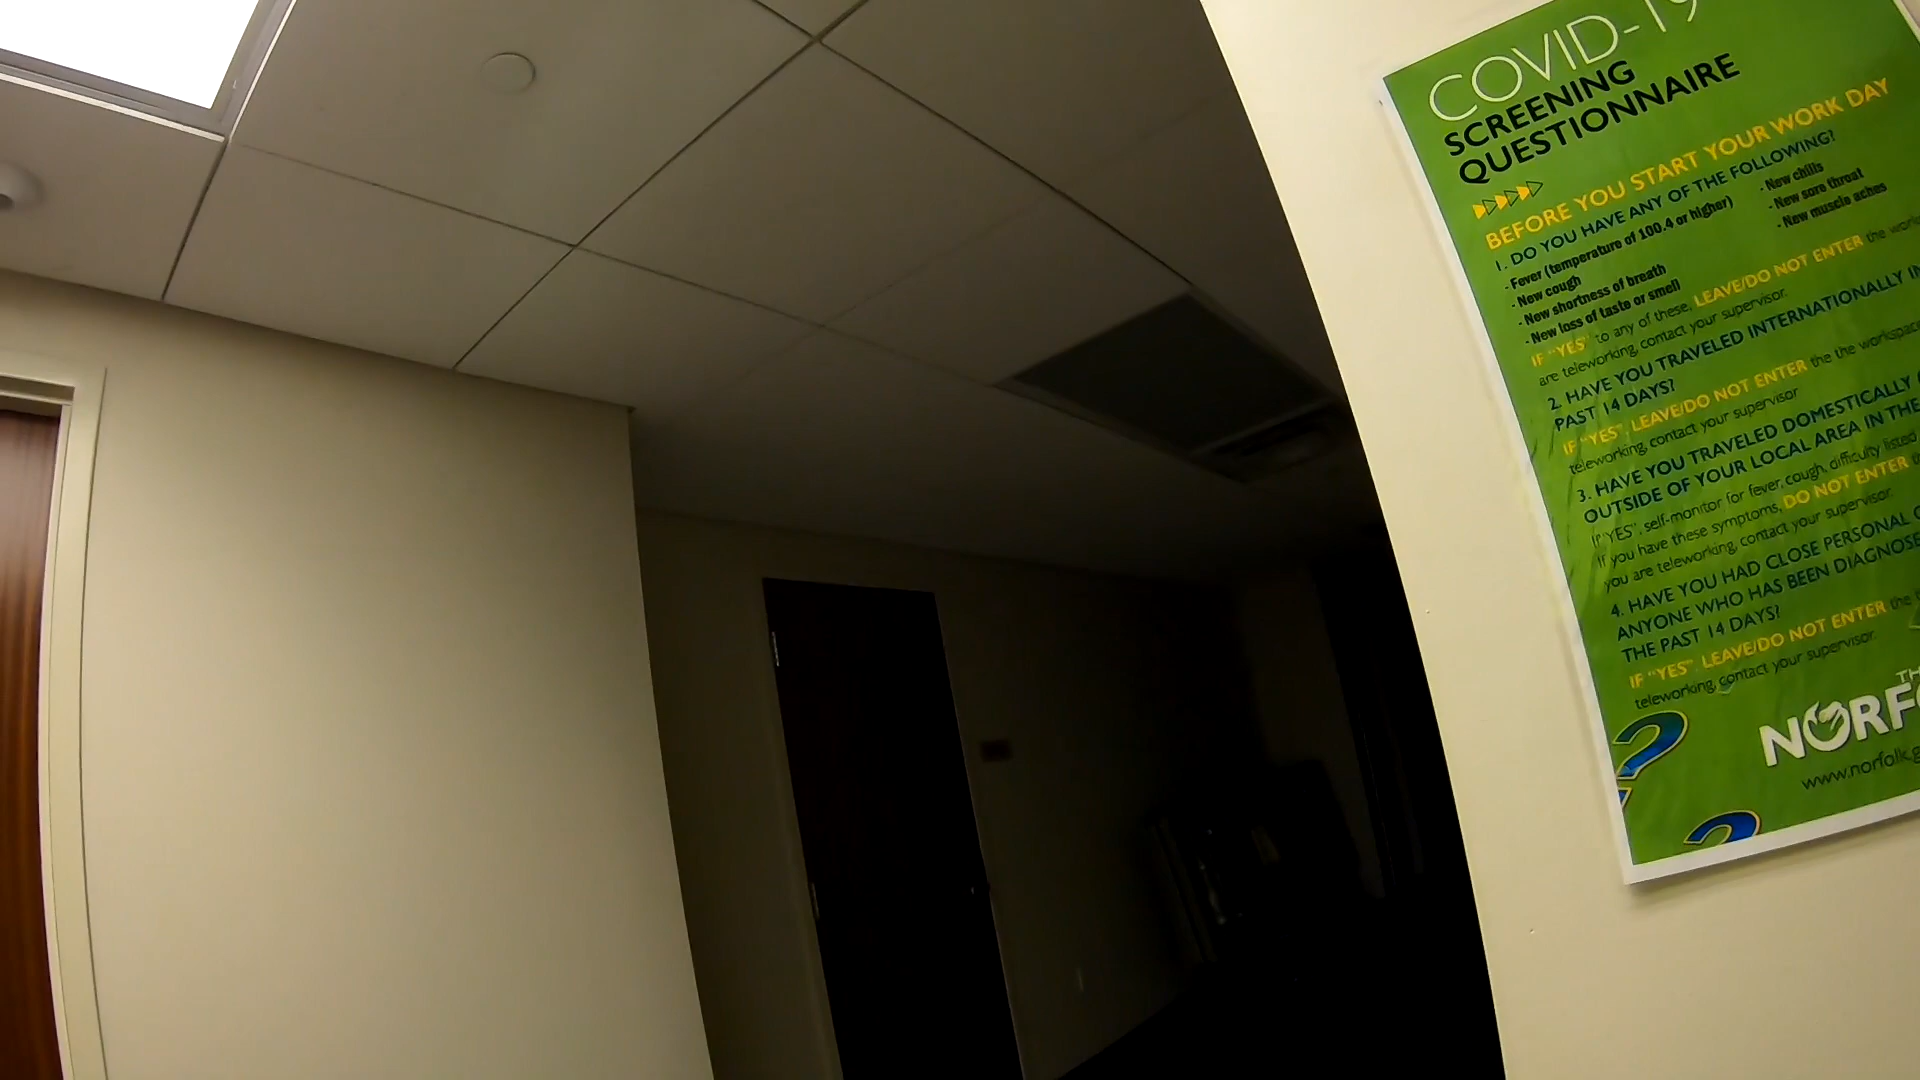 COVID-19
SCREENING
QUESTIONNAIRE
BEFORE YOU START YOUR WORK DAY
1. DO YOU HAVE ANY OF THE FOLLOWING?
- Fever (temperature of 100.4 or higher)
- New cough
- New shortness of breath
- New loss of taste or smell
- New chills
- New sore throat
- New muscle aches
IF "YES" to any of these, LEAVE/DO NOT ENTER the
are teleworking, contact your supervisor.
2. HAVE YOU TRAVELED INTERNATIONALLY
PAST 14 DAYS?
IF "YES", LEAVE/DO NOT ENTER the the workspace
teleworking, contact your supervisor
3. HAVE YOU TRAVELED DOMESTICALLY
OUTSIDE OF YOUR LOCAL AREA IN THE
If "YES", self-monitor for fever, cough, difficulty listed
If you have these symptoms, DO NOT ENTER
you are teleworking, contact your supervisor.
4. HAVE YOU HAD CLOSE PERSONAL
ANYONE WHO HAS BEEN DIAGNOSE
THE PAST 14 DAYS?
IF "YES", LEAVE/DO NOT ENTER the
teleworking, contact your supervisor.
TH
NORF
www.norfolk.g